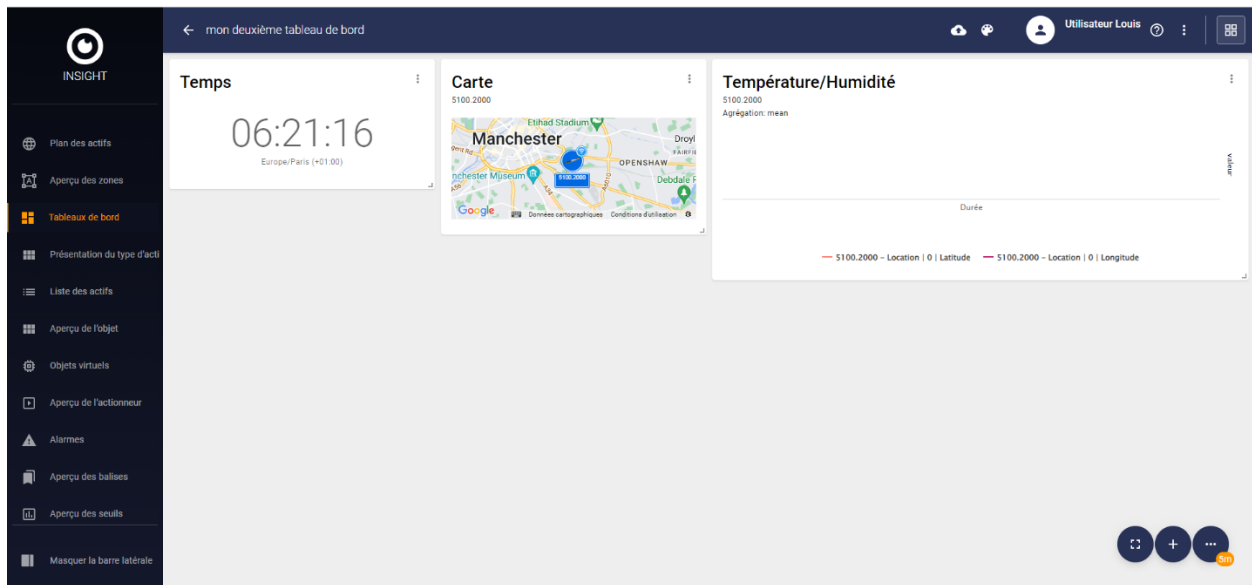 INSIGHT
Plan des actifs
Aperçu des zones
Tableaux de bord
Présentation du type d'acti
Liste des actifs
Aperçu de l'objet
Objets virtuels
Aperçu de l'actionneur
Alarmes
Aperçu des balises
Aperçu des seuils
Masquer la barre latérale
mon deuxième tableau de bord
Utilisateur Louis
Temps
06:21:16
Europe/Paris (+01:00)
Carte
5100.2000
Etihad Stadium
Manchester
Droyl
OPENSHAW
nchester Museum
5100.2000
Debdale
A57
Google
Données cartographiques
Conditions d'utilisation
Température/Humidité
5100.2000
Agrégation: mean
valeur
Durée
5100.2000 – Location | 0 | Latitude
5100.2000 – Location | 0 | Longitude
5m